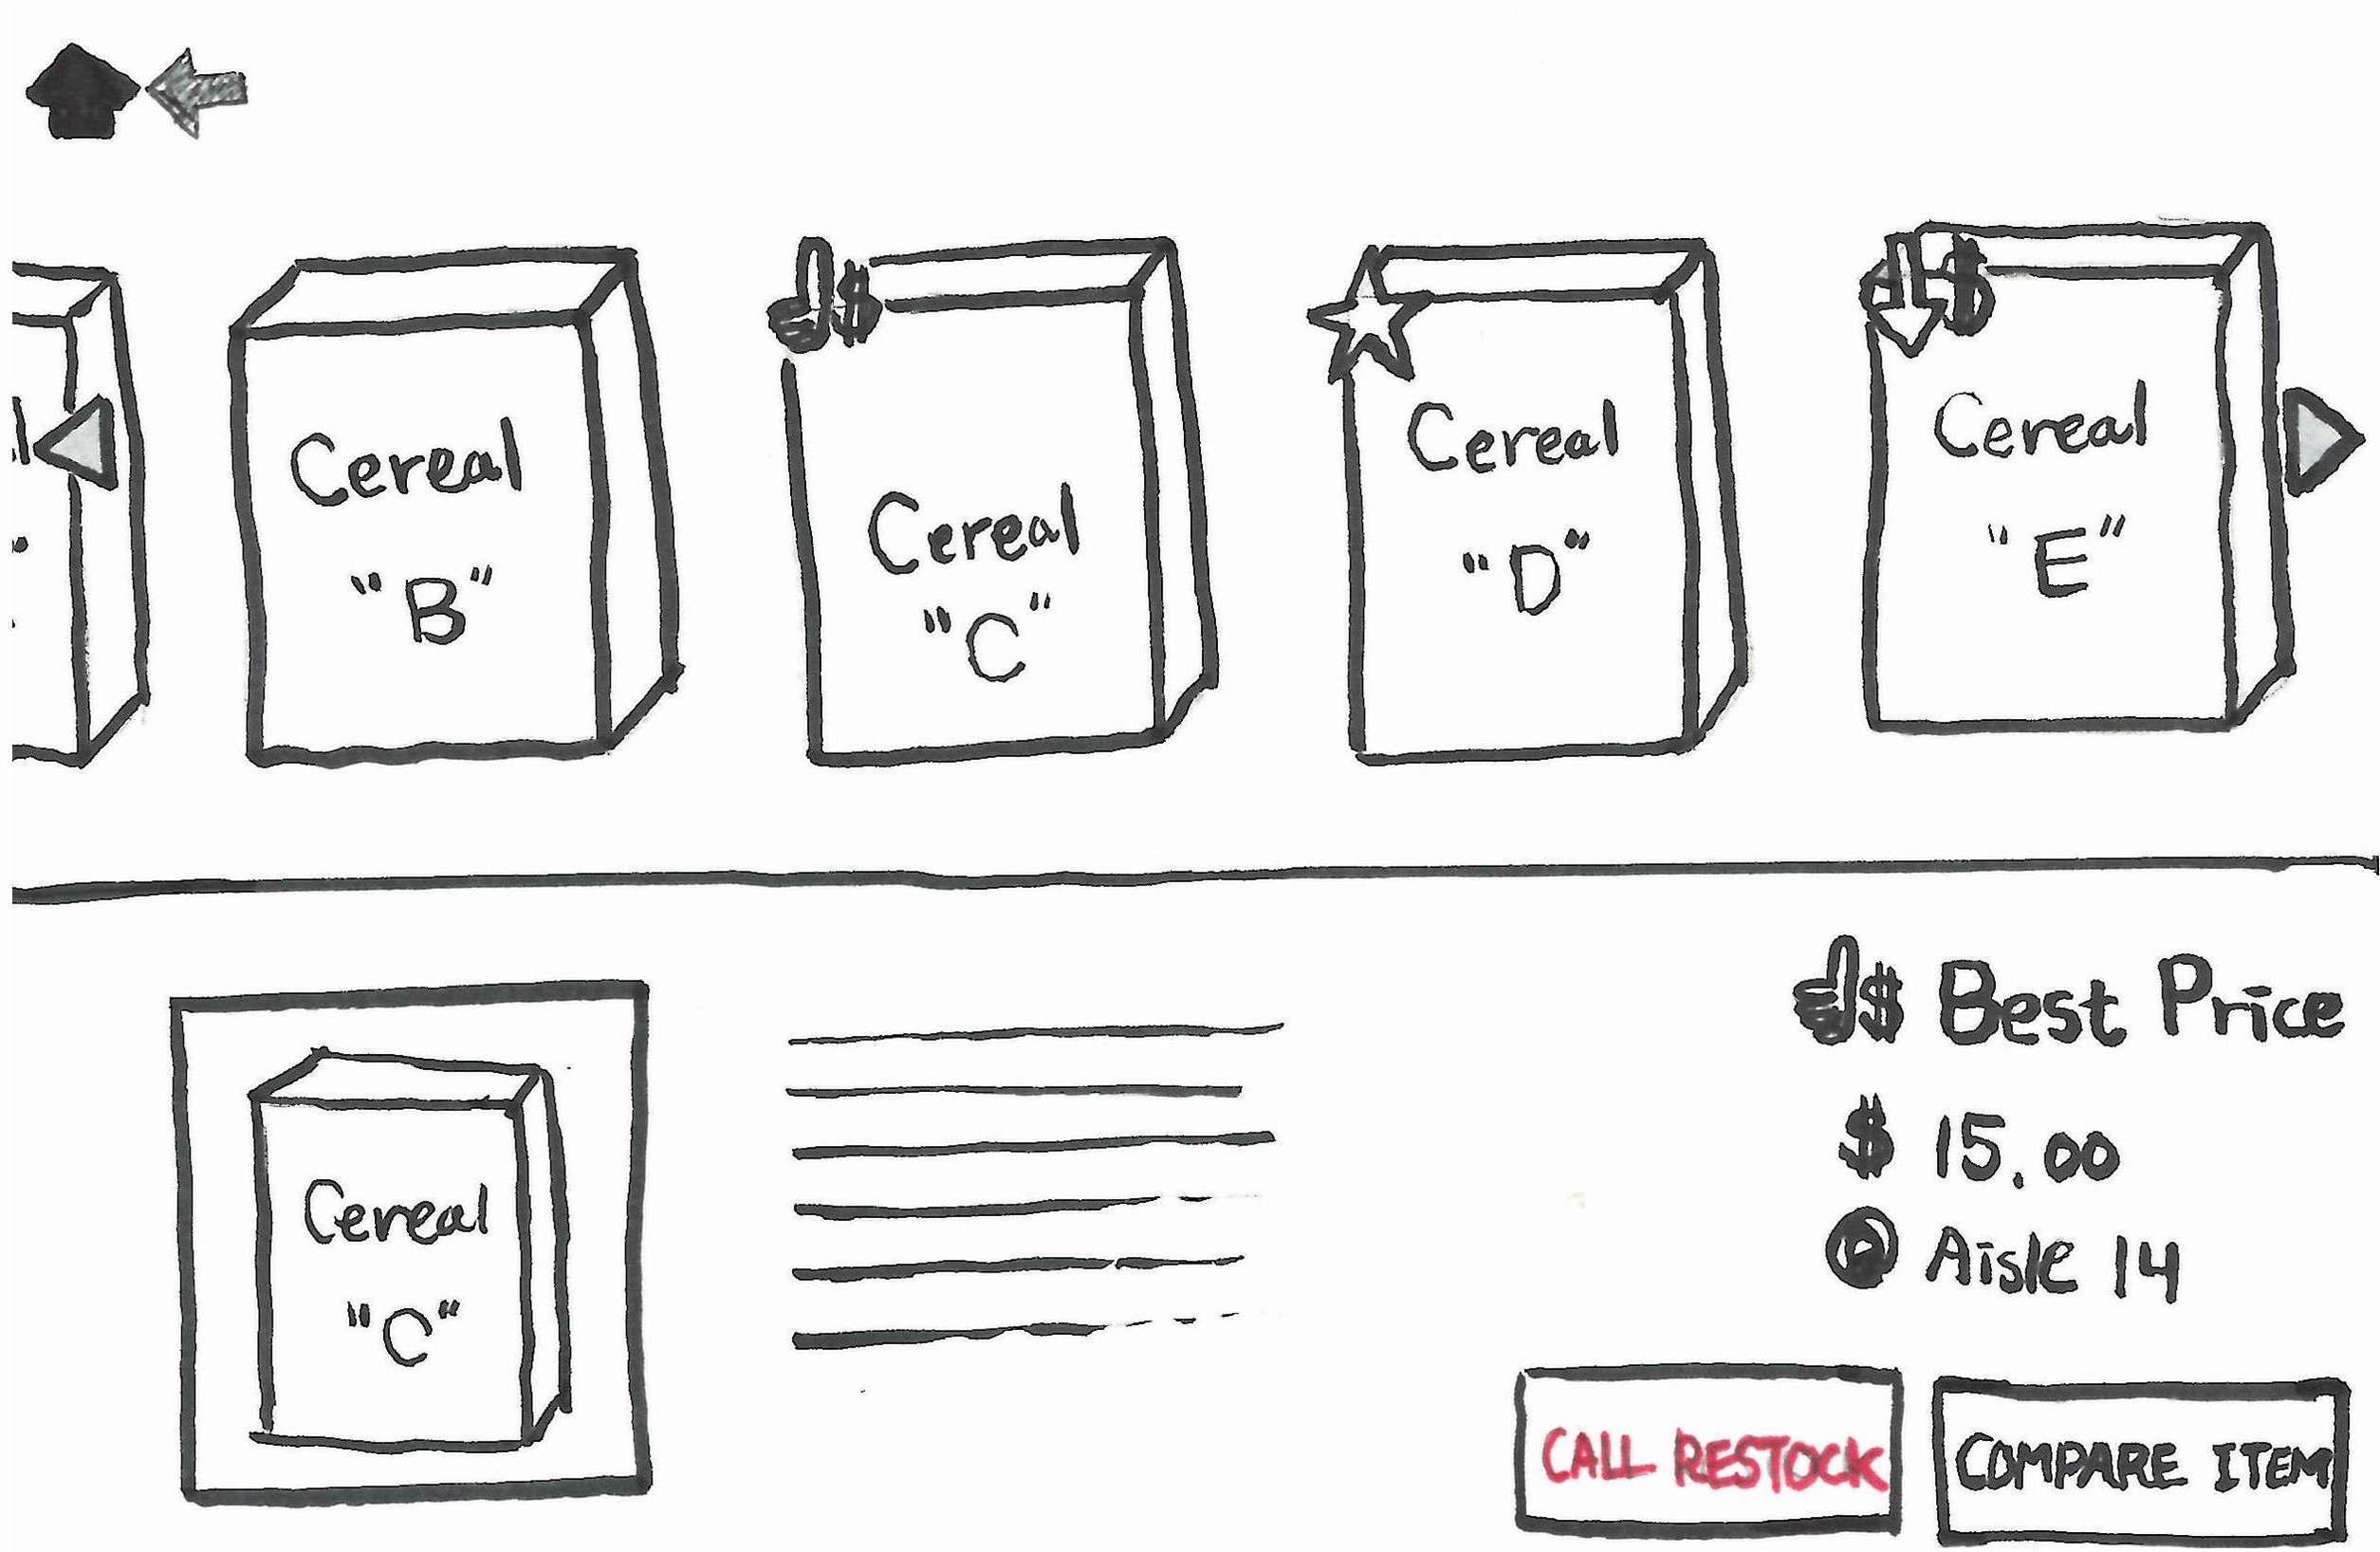 Cereal
"B"
Cereal
"C"
Cereal
"D"
Cereal
"E"
Cereal
"C"
$ Best Price
$ 15.00
Aisle 14
CALL RESTOCK
COMPARE ITEM